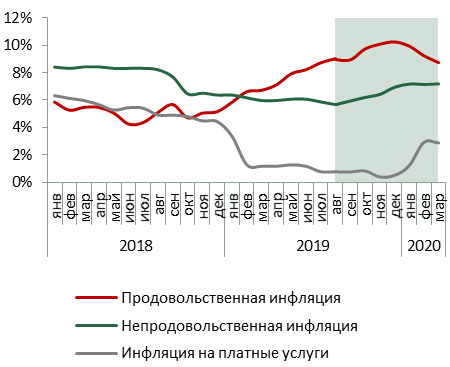 12%
10%
8%
6%
4%
2%
0%
янв фев мар апр май июн июл авг сен окт ноя дек янв фев мар апр май июн июл авг сен окт ноя дек янв фев мар
2018 2019 2020
Продовольственная инфляция
Непродовольственная инфляция
Инфляция на платные услуги